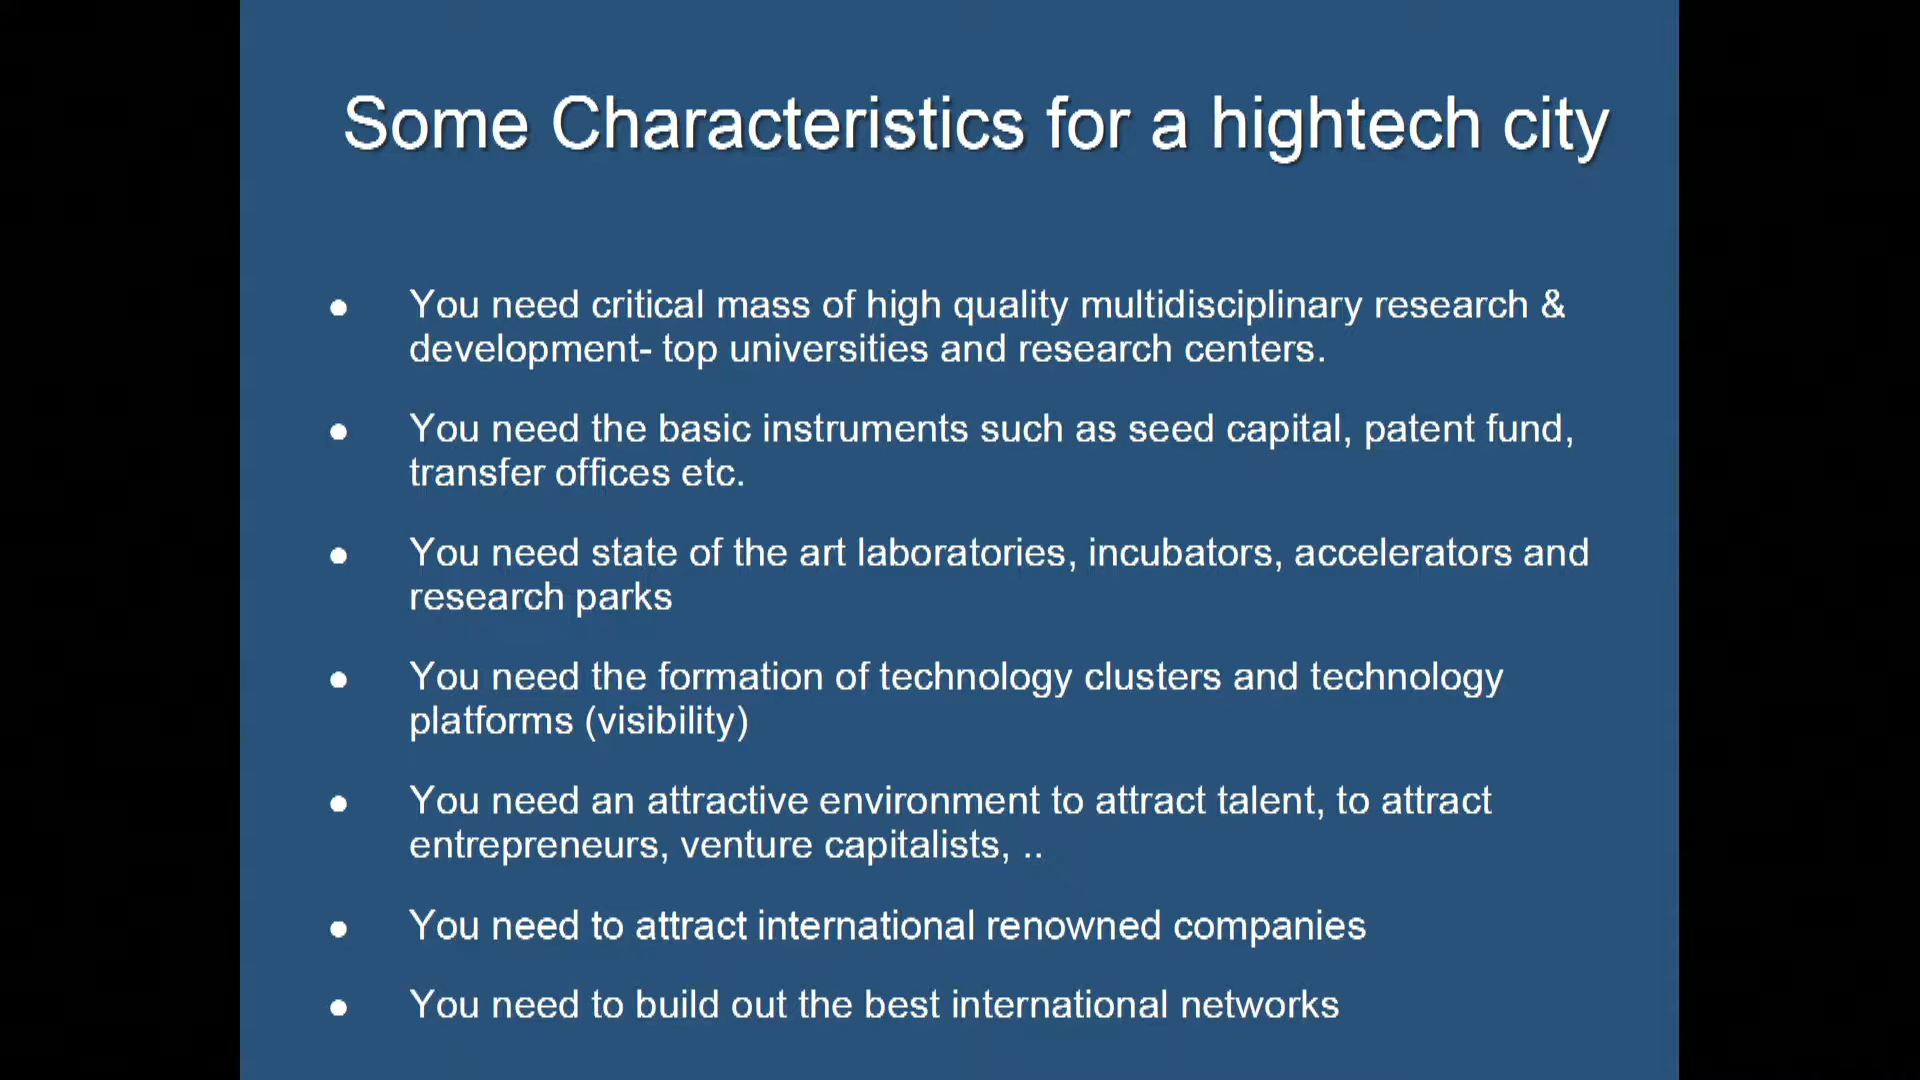 Some Characteristics for a hightech city
● You need critical mass of high quality multidisciplinary research &
development- top universities and research centers.
● You need the basic instruments such as seed capital, patent fund,
transfer offices etc.
● You need state of the art laboratories, incubators, accelerators and
research parks
● You need the formation of technology clusters and technology
platforms (visibility)
● You need an attractive environment to attract talent, to attract
entrepreneurs, venture capitalists, ..
● You need to attract international renowned companies
● You need to build out the best international networks